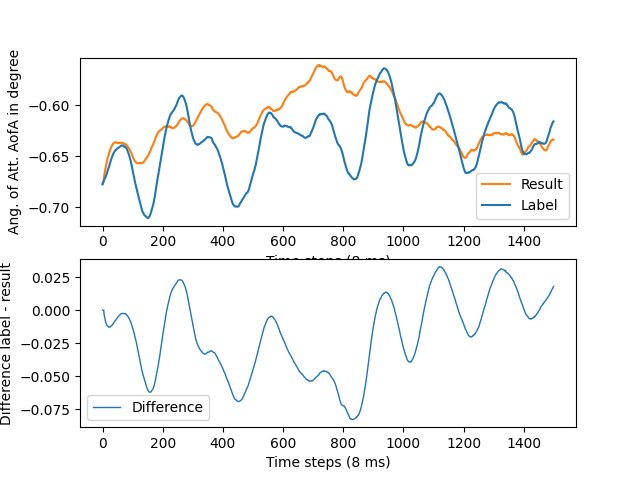 Ang. of Att. AofA in degree
−0.60
−0.65
−0.70
Result
Label
0 200 400 600 800 1000 1200 1400
Time steps (8 ms)
Difference label - result
0.025
0.000
−0.025
−0.050
−0.075
Difference
0 200 400 600 800 1000 1200 1400
Time steps (8 ms)